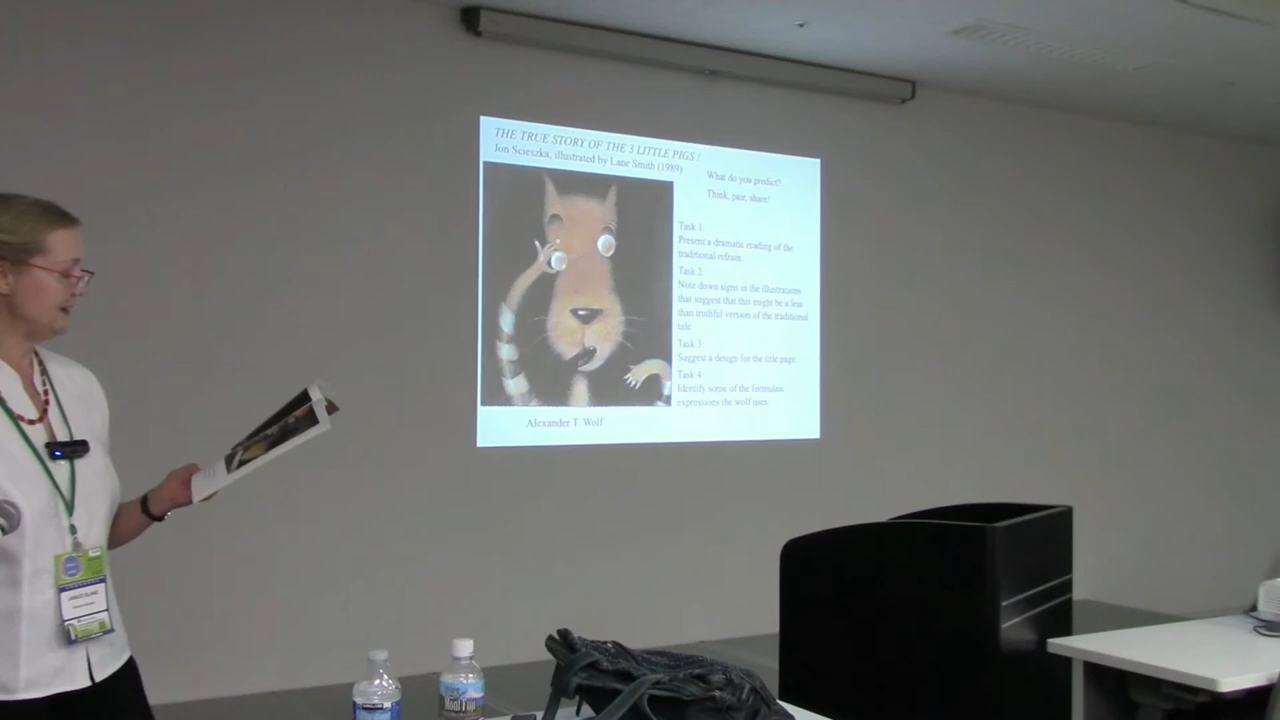 THE TRUE STORY OF THE 3 LITTLE PIGS !
Jon Scieszka, illustrated by Lane Smith (1989)
What do you predict?
Think, pair, share!
Task 1
Present a dramatic reading of the
traditional refrain.
Task 2
Note down signs in the illustrations
that suggest that this might be a less
than truthful version of the traditional
tale.
Task 3
Suggest a design for the title page.
Task 4
Identify some of the formulaic
expressions the wolf uses
Alexander T. Wolf